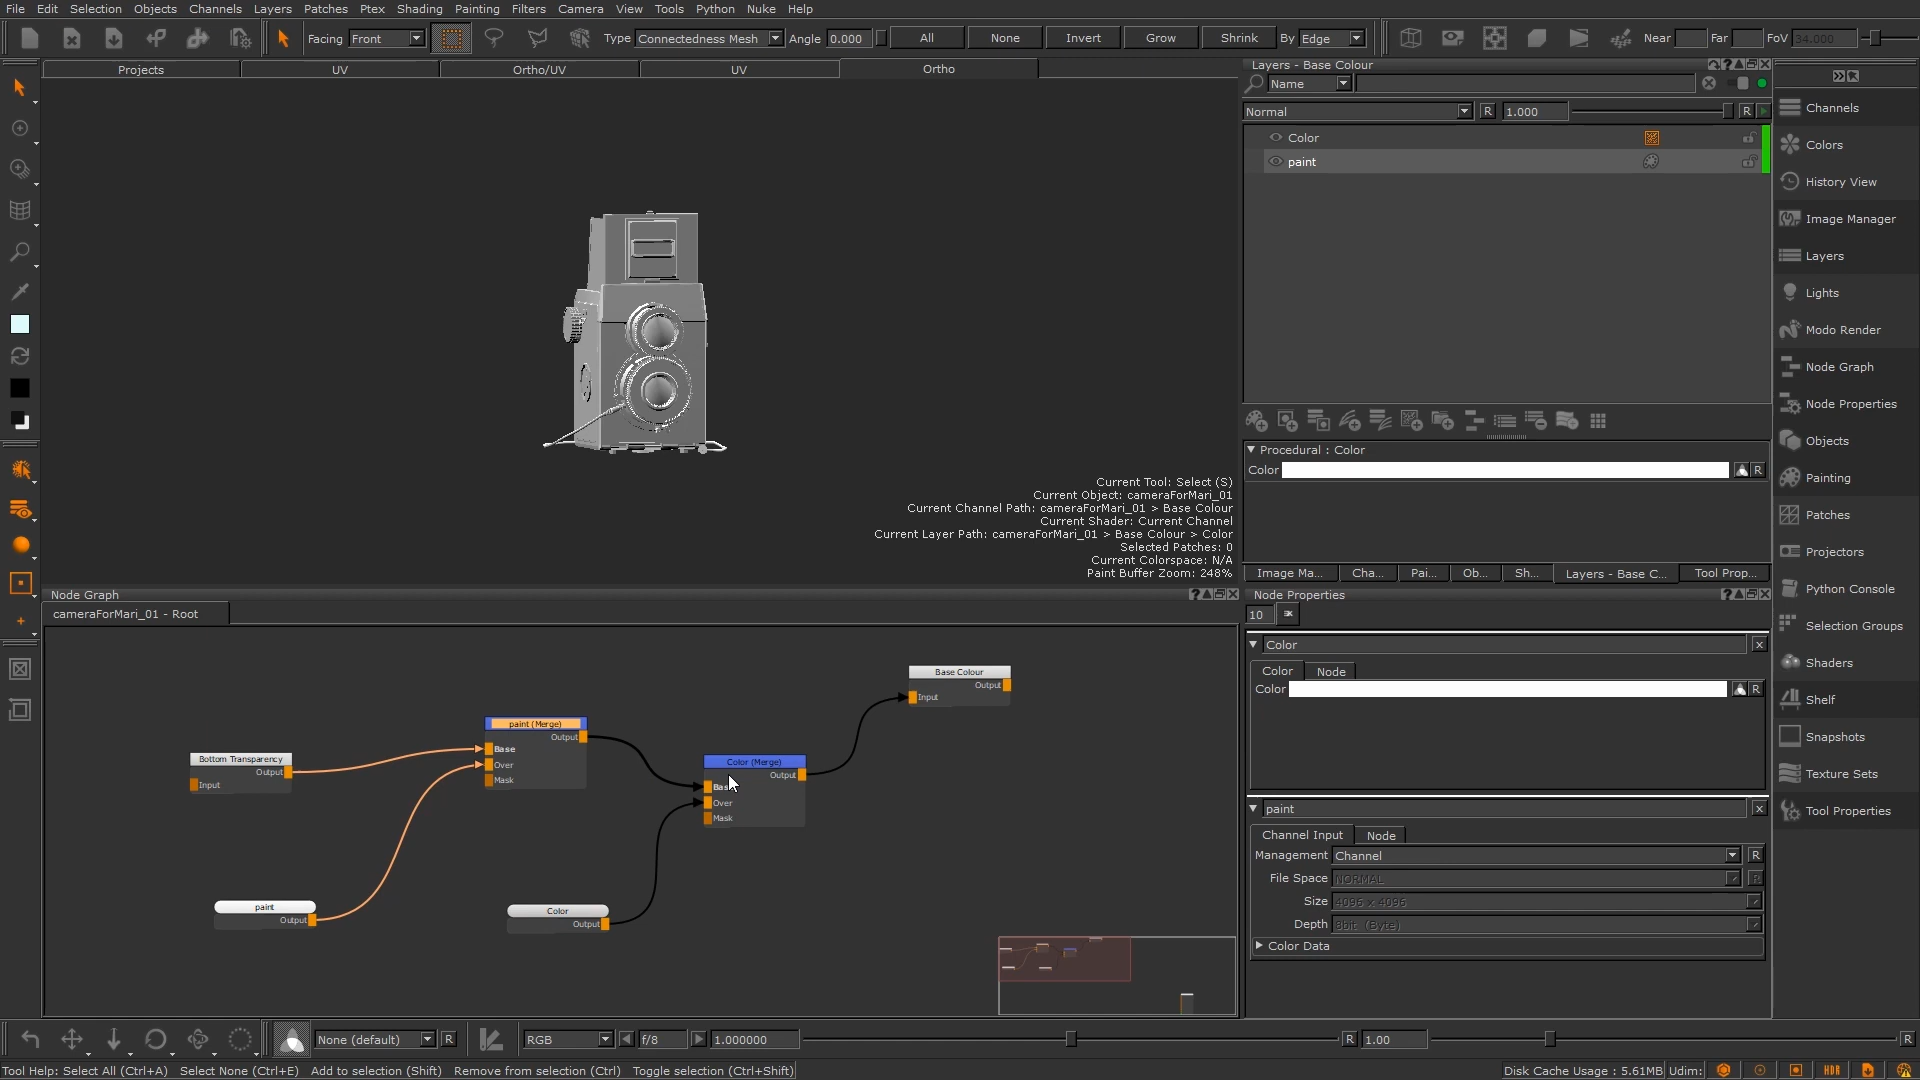 File Edit Selection Objects Channels Layers Patches Ptex Shading Painting Filters Camera View Tools Python Nuke Help
Facing Front Type Connectedness Mesh Angle 0.000 All None Invert Grow Shrink By Edge Near Far FoV 34.000
Projects UV Ortho/UV UV Ortho
Layers - Base Colour
Name
Normal R 1.000 R
Color
paint
Procedural : Color
Color R
Current Tool: Select (S)
Current Object: cameraForMari_01
Current Channel Path: cameraForMari_01 > Base Colour
Current Shader: Current Channel
Current Layer Path: cameraForMari_01 > Base Colour > Color
Selected Patches: 0
Current Colorspace: N/A
Paint Buffer Zoom: 248%
Image Ma... Cha... Pai... Ob... Sh... Layers - Base C... Tool Prop...
Channels
Colors
History View
Image Manager
Layers
Lights
Modo Render
Node Graph
Node Properties
Objects
Painting
Patches
Projectors
Python Console
Selection Groups
Shaders
Shelf
Snapshots
Texture Sets
Tool Properties
Node Graph
cameraForMari_01 - Root
Base Colour
Output
Input
paint (Merge)
Output
Base
Over
Mask
Bottom Transparency
Output
Input
Color (Merge)
Output
Base
Over
Mask
paint
Output
Color
Output
Node Properties
10
Color
Color Node
Color R
paint
Channel Input Node
Management Channel R
File Space NORMAL R
Size 4096 x 4096
Depth 8bit (Byte)
Color Data
None (default) R RGB f/8 1.000000 R 1.00 R
Tool Help: Select All (Ctrl+A) Select None (Ctrl+E) Add to selection (Shift) Remove from selection (Ctrl) Toggle selection (Ctrl+Shift)
Disk Cache Usage : 5.61MB Udim: HDR